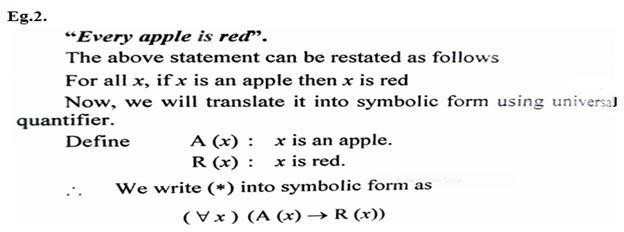 Eg.2.
“Every apple is red”.
The above statement can be restated as follows
For all x, if x is an apple then x is red
Now, we will translate it into symbolic form using universal
quantifier.
Define A (x) : x is an apple.
R (x) : x is red.
∴ We write (*) into symbolic form as
( ∀ x ) (A (x) → R (x))